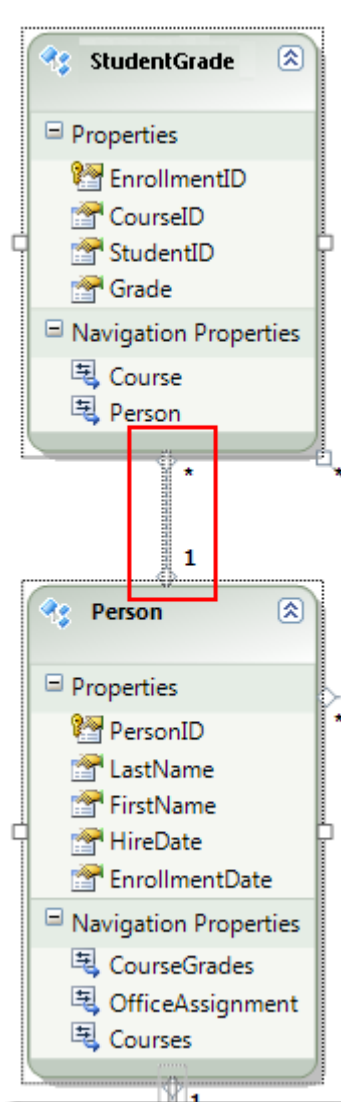 StudentGrade
Properties
EnrollmentID
CourseID
StudentID
Grade
Navigation Properties
Course
Person
*
*
1
Person
Properties
*
PersonID
LastName
FirstName
HireDate
EnrollmentDate
Navigation Properties
CourseGrades
OfficeAssignment
Courses
1